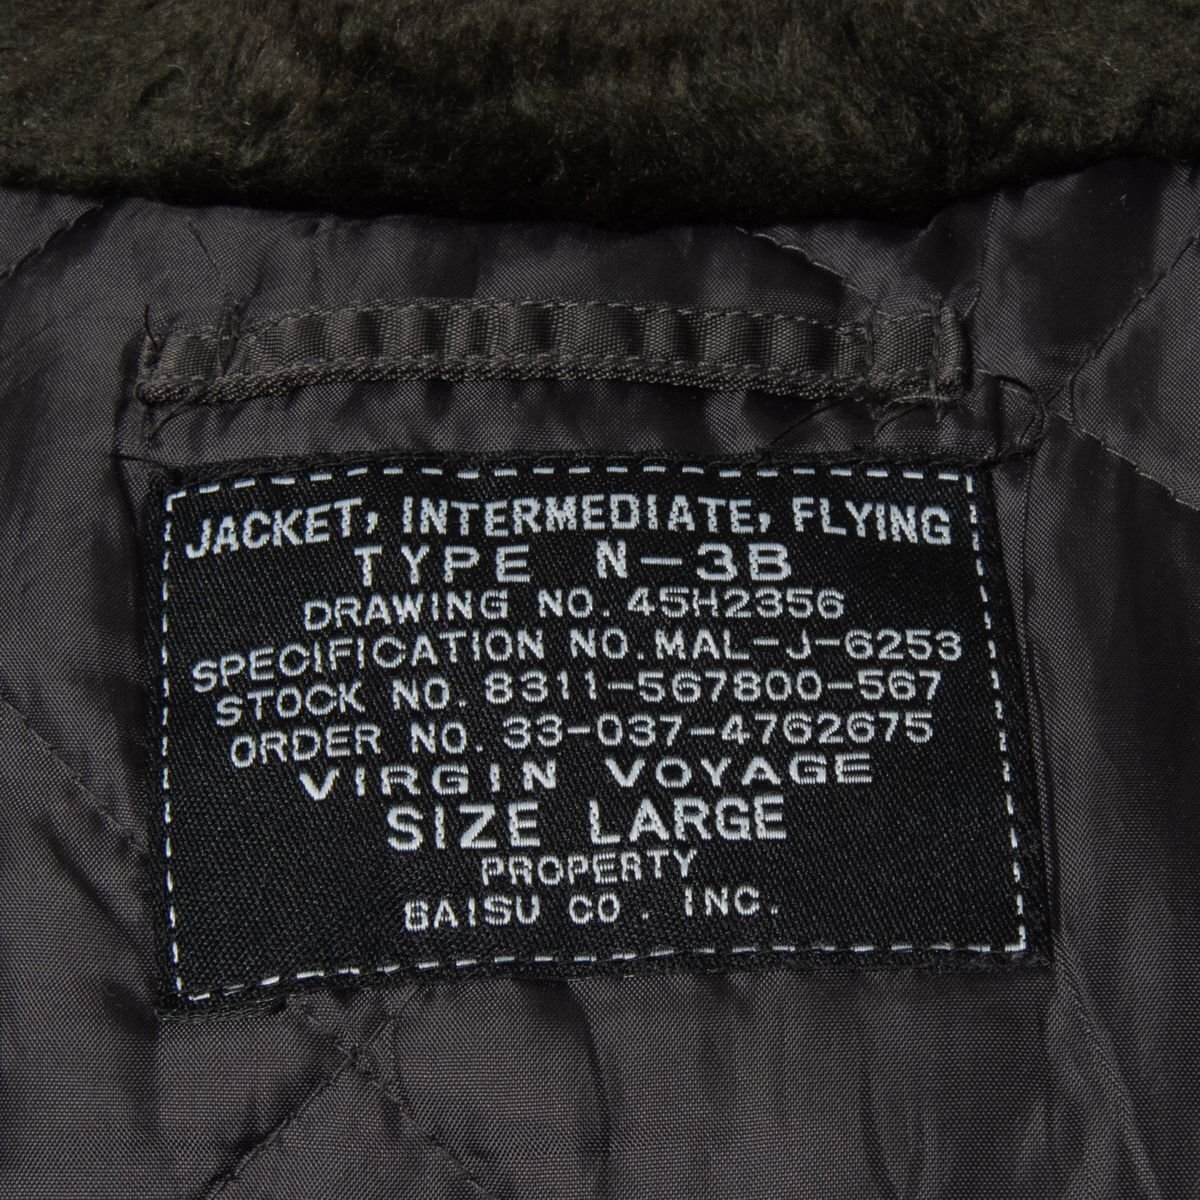 JACKET, INTERMEDIATE, FLYING
TYPE N-3B
DRAWING NO. 45H2356
SPECIFICATION NO.MAL-J-6253
STOCK NO. 8311-567800-567
ORDER NO. 33-037-4762675
VIRGIN VOYAGE
SIZE LARGE
PROPERTY
GAISU CO. INC.